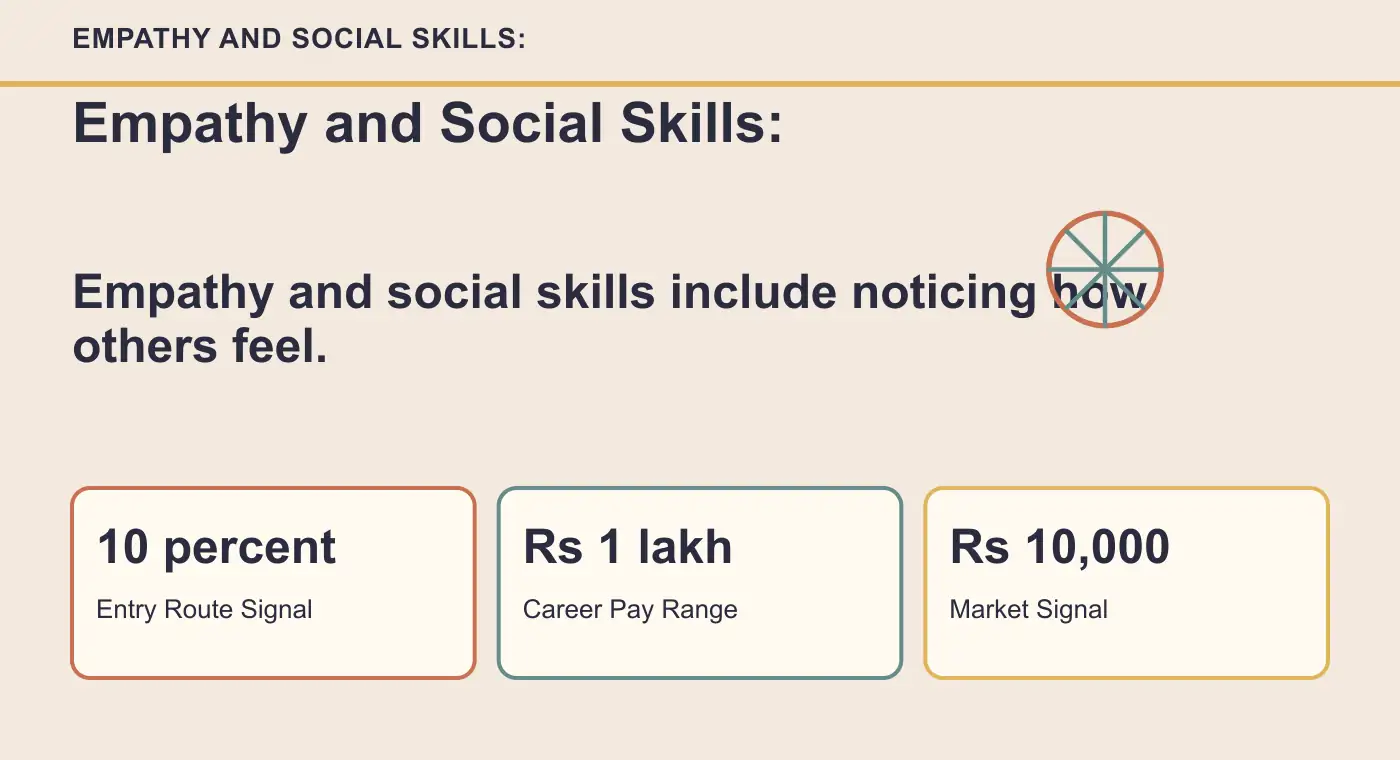 EMPATHY AND SOCIAL SKILLS:
Empathy and Social Skills:
Empathy and social skills include noticing how
others feel.
10 percent
Entry Route Signal
Rs 1 lakh
Career Pay Range
Rs 10,000
Market Signal